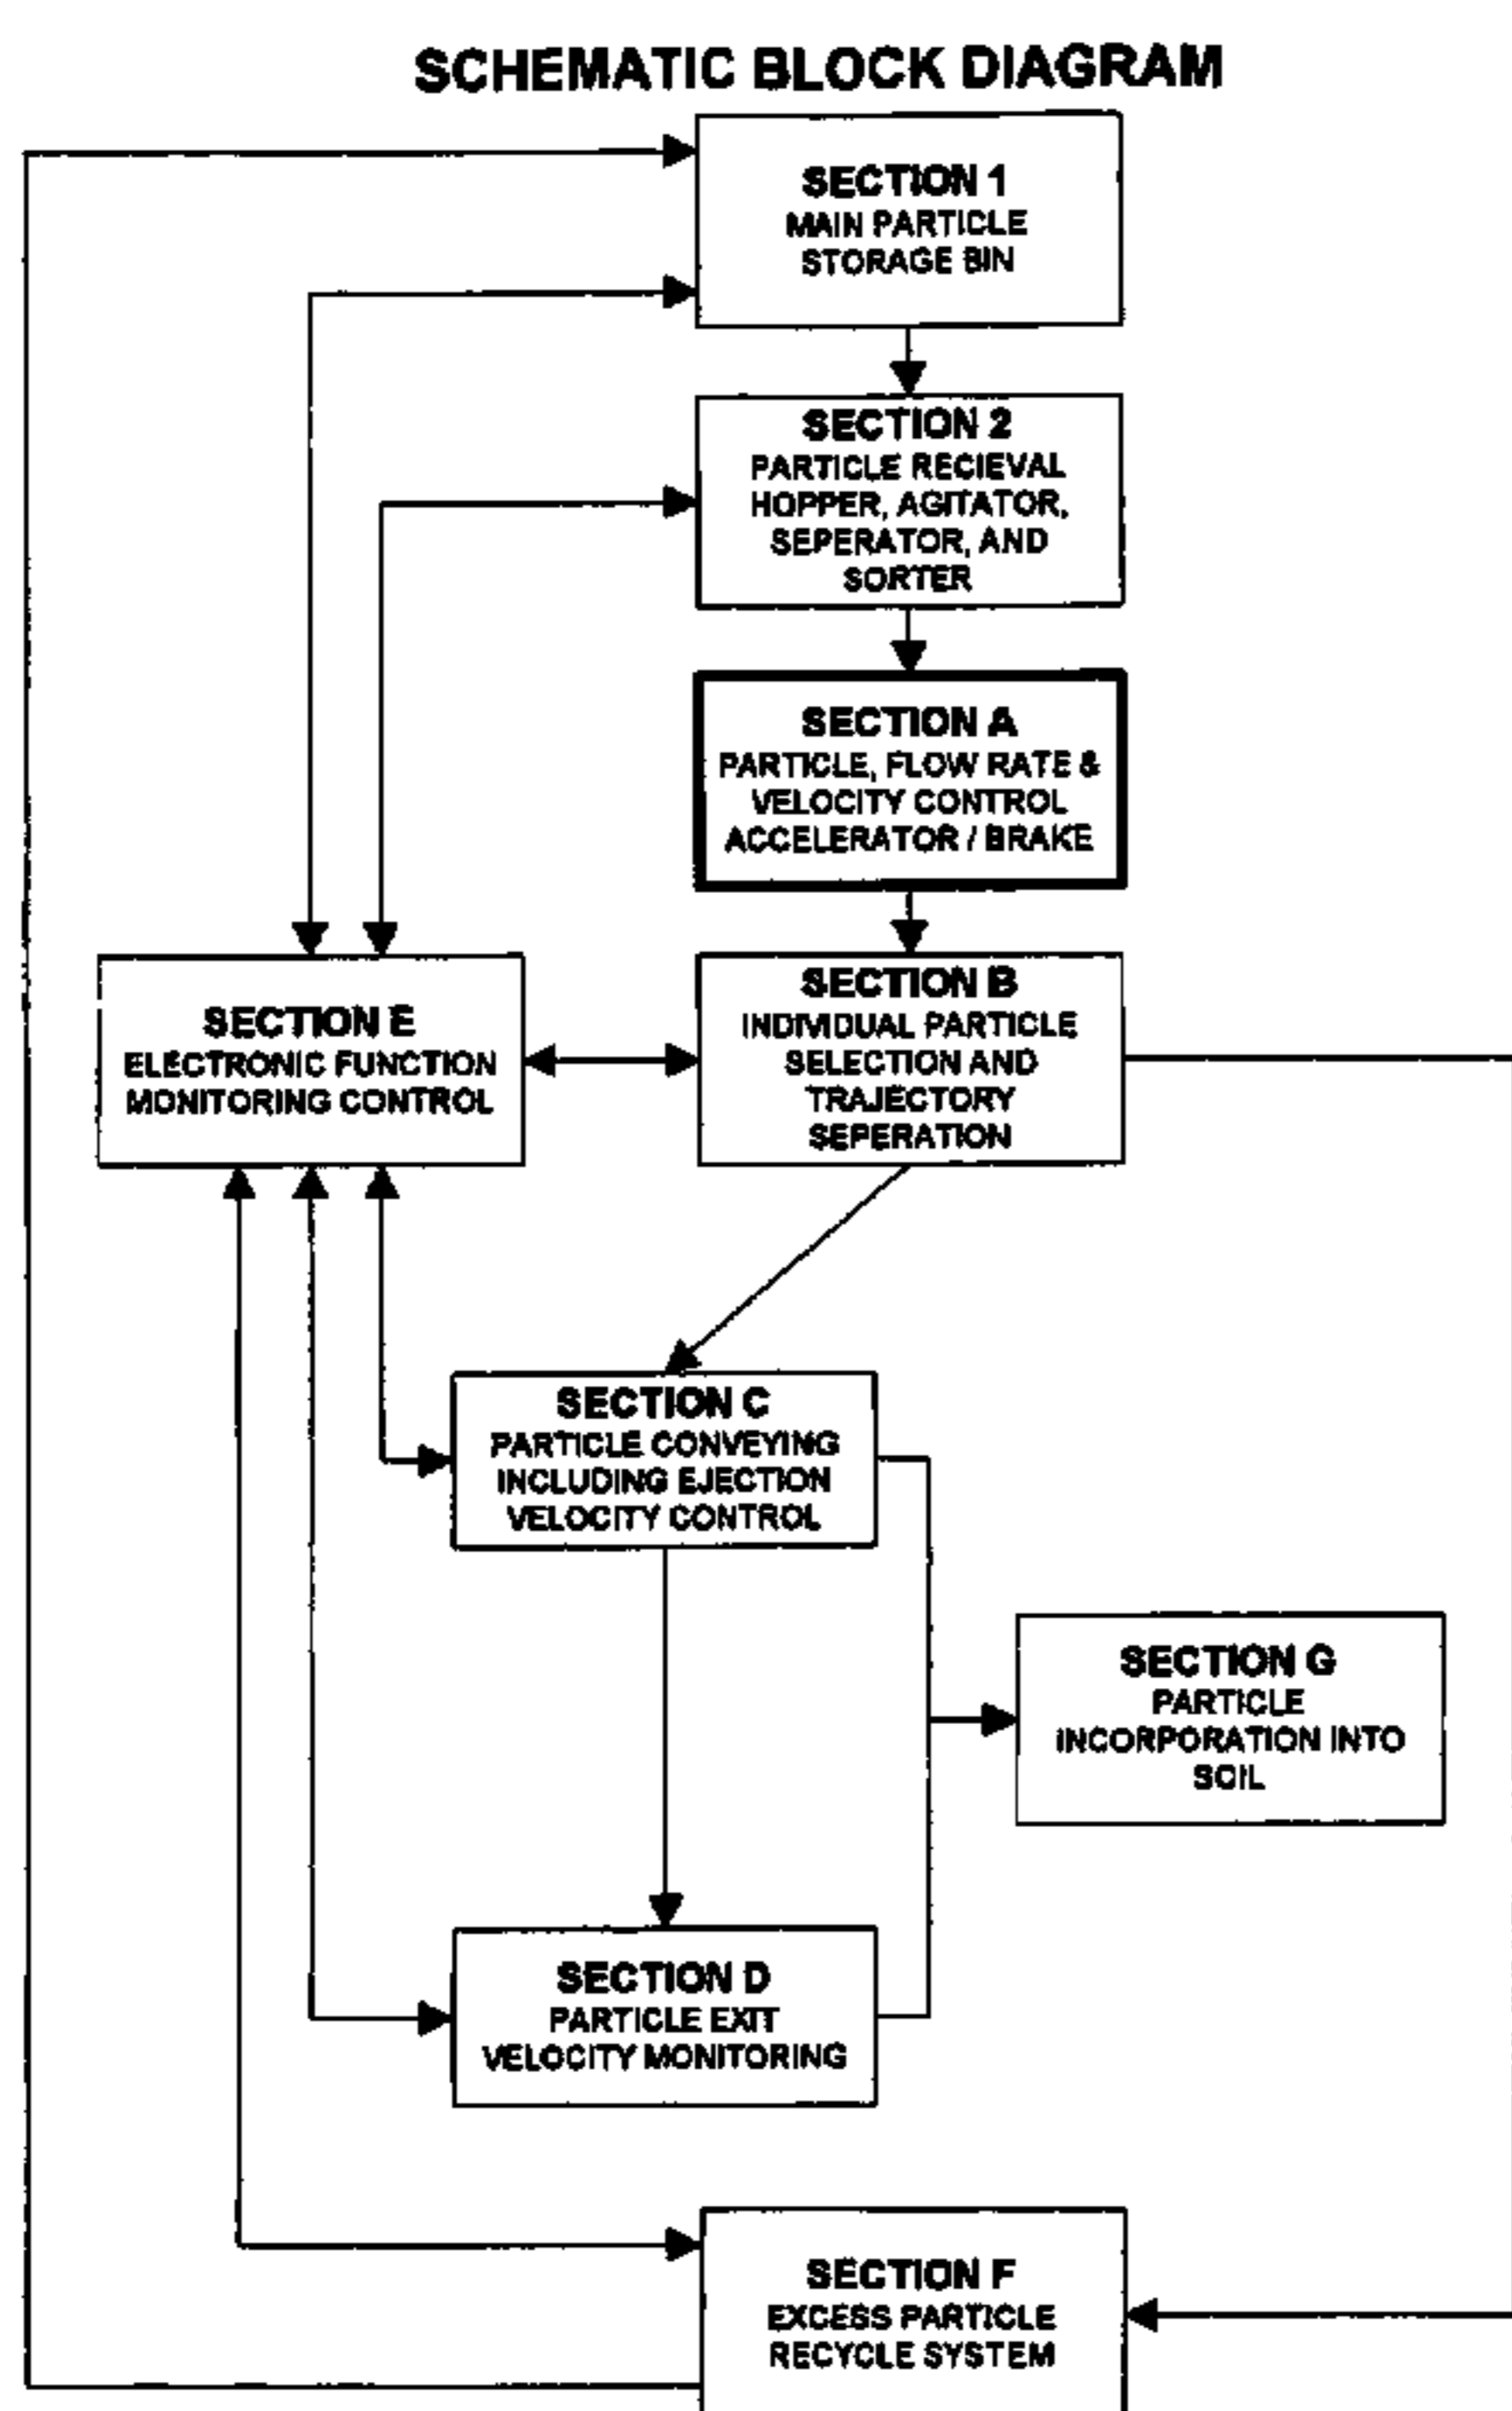 SCHEMATIC BLOCK DIAGRAM
SECTION 1
MAIN PARTICLE
STORAGE BIN
SECTION 2
PARTICLE RECIEVAL
HOPPER, AGITATOR,
SEPERATOR, AND
SORTER
SECTION A
PARTICLE, FLOW RATE &
VELOCITY CONTROL
ACCELERATOR / BRAKE
SECTION E
ELECTRONIC FUNCTION
MONITORING CONTROL
SECTION B
INDIVIDUAL PARTICLE
SELECTION AND
TRAJECTORY
SEPERATION
SECTION C
PARTICLE CONVEYING
INCLUDING EJECTION
VELOCITY CONTROL
SECTION G
PARTICLE
INCORPORATION INTO
SOIL
SECTION D
PARTICLE EXIT
VELOCITY MONITORING
SECTION F
EXCESS PARTICLE
RECYCLE SYSTEM